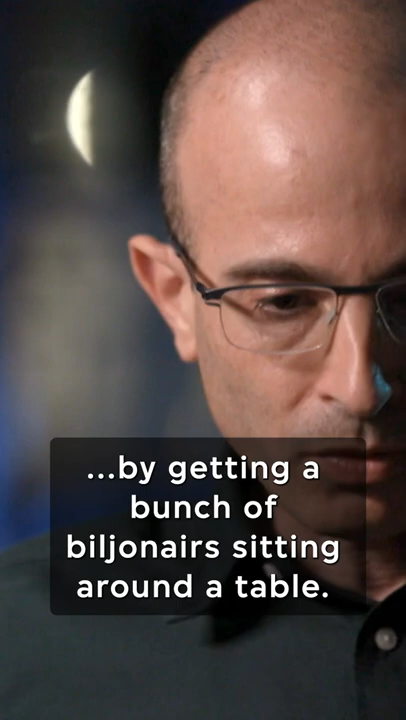 ...by getting a
bunch of
biljonairs sitting
around a table.